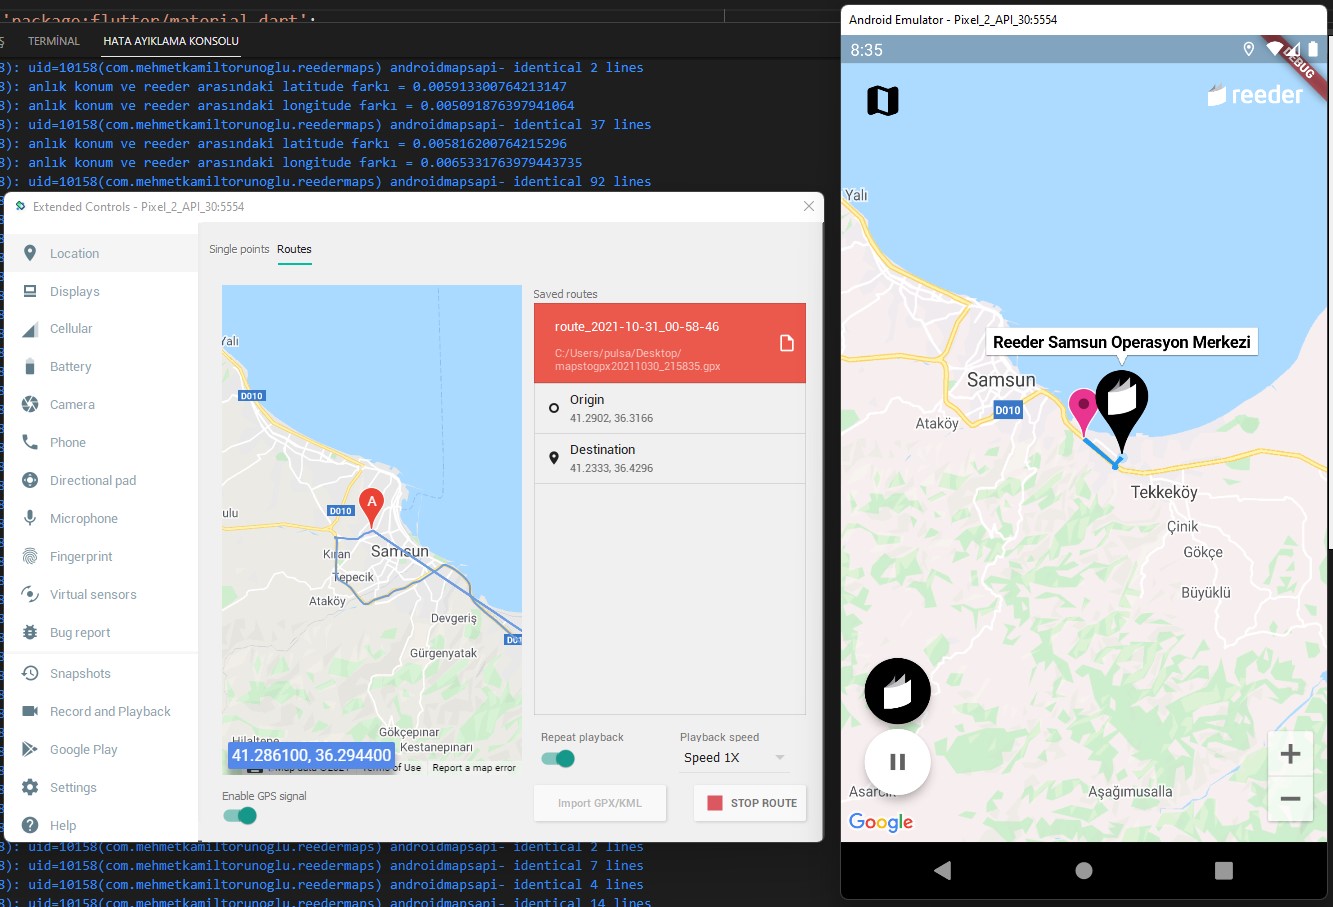 'package:flutter/material.dart';
TERMİNAL
HATA AYIKLAMA KONSOLU
8): uid=10158(com.mehmetkamiltorunoglu.reedermaps) androidmapsapi- identical 2 lines
8): anlık konum ve reeder arasındaki latitude farkı = 0.005913300764213147
8): anlık konum ve reeder arasındaki longitude farkı = 0.005091876397941064
8): uid=10158(com.mehmetkamiltorunoglu.reedermaps) androidmapsapi- identical 37 lines
8): anlık konum ve reeder arasındaki latitude farkı = 0.005816200764215296
8): anlık konum ve reeder arasındaki longitude farkı = 0.0065331763979443735
8): uid=10158(com.mehmetkamiltorunoglu.reedermaps) androidmapsapi- identical 92 lines
Extended Controls - Pixel_2_API_30:5554
Location
Displays
Cellular
Battery
Camera
Phone
Directional pad
Microphone
Fingerprint
Virtual sensors
Bug report
Snapshots
Record and Playback
Google Play
Settings
Help
Single points
Routes
Yalı
D010
ulu
D010
A
Kıran
Samsun
Tepecik
Ataköy
Devgeriş
D01
Gürgenyatak
Gökçepınar
Kestanepınarı
Hilaltepe
41.286100, 36.294400
Map data ©2021
Terms of Use
Report a map error
Enable GPS signal
Saved routes
route_2021-10-31_00-58-46
C:/Users/pulsa/Desktop/
mapstogpx20211030_215835.gpx
Origin
41.2902, 36.3166
Destination
41.2333, 36.4296
Repeat playback
Playback speed
Speed 1X
Import GPX/KML
STOP ROUTE
8): uid=10158(com.mehmetkamiltorunoglu.reedermaps) androidmapsapi- identical 2 lines
8): uid=10158(com.mehmetkamiltorunoglu.reedermaps) androidmapsapi- identical 7 lines
8): uid=10158(com.mehmetkamiltorunoglu.reedermaps) androidmapsapi- identical 4 lines
8): uid=10158(com.mehmetkamiltorunoglu.reedermaps) androidmapsapi- identical 14 lines
Android Emulator - Pixel_2_API_30:5554
8:35
DEBUG
reeder
Yalı
Reeder Samsun Operasyon Merkezi
Samsun
D010
Ataköy
Tekkeköy
Çinik
Gökçe
Büyüklü
Asarcık
Aşağımusalla
Google